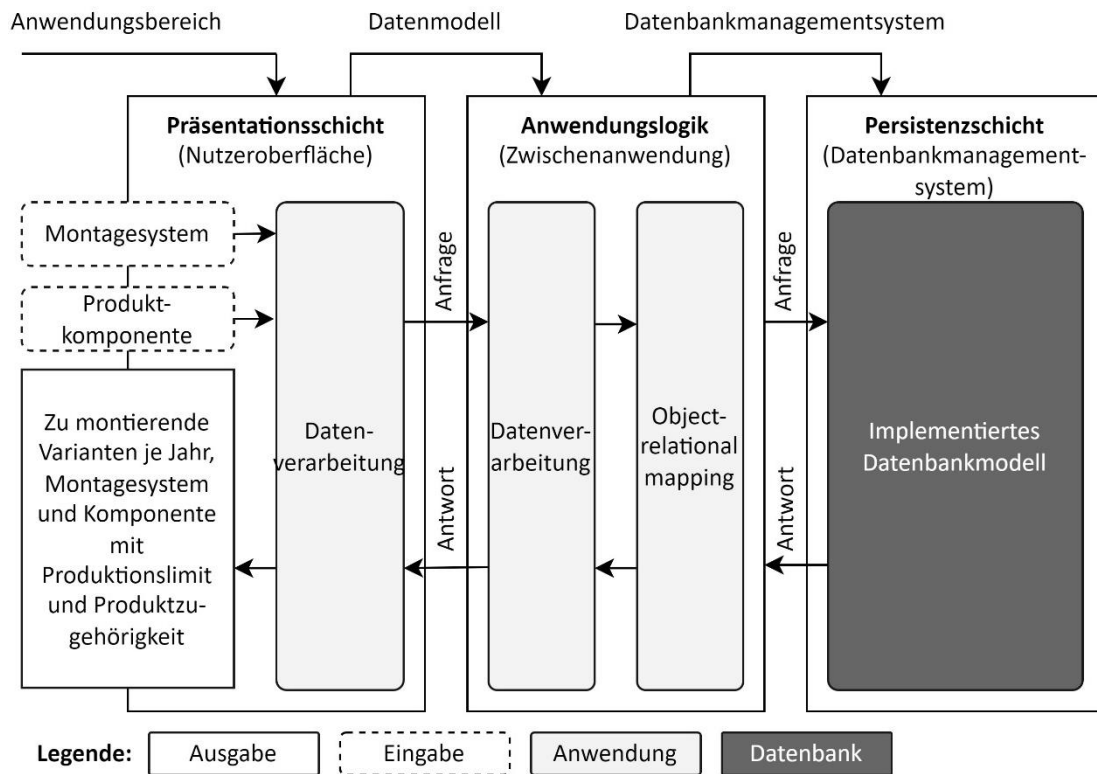 Anwendungsbereich
Datenmodell
Datenbankmanagementsystem
Präsentationsschicht
(Nutzeroberfläche)
Anwendungslogik
(Zwischenanwendung)
Persistenzschicht
(Datenbankmanagement-
system)
Montagesystem
Produkt-
komponente
Zu montierende
Varianten je Jahr,
Montagesystem
und Komponente
mit
Produktionslimit
und Produktzu-
gehörigkeit
Daten-
verarbeitung
Anfrage
Antwort
Datenver-
arbeitung
Object-
relational
mapping
Anfrage
Antwort
Implementiertes
Datenbankmodell
Legende:
Ausgabe
Eingabe
Anwendung
Datenbank